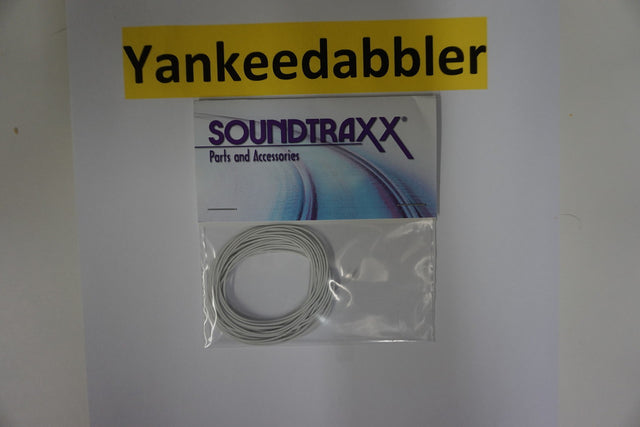 Yankeedabbler
SOUNDTRAXX®
Parts and Accessories